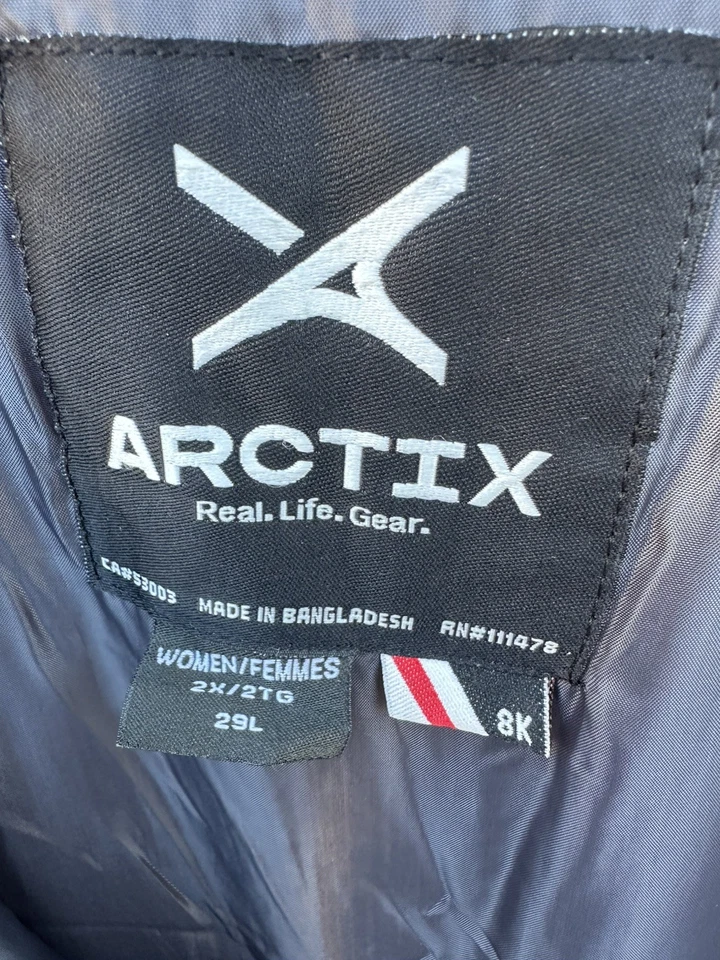 ARCTIX
Real. Life. Gear.
CA#53003 MADE IN BANGLADESH RN#111478
WOMEN/FEMMES
2X/2TG
29L
8K